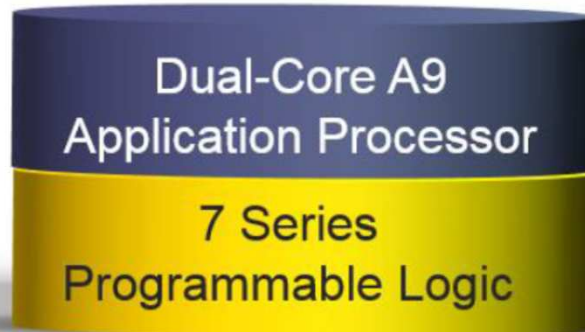 Dual-Core A9
Application Processor
7 Series
Programmable Logic